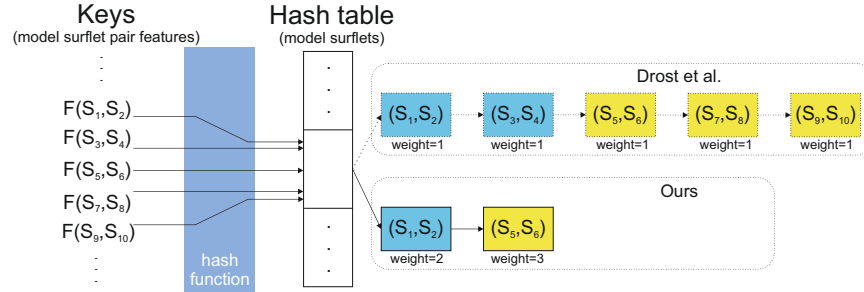 Keys
(model surflet pair features)
Hash table
(model surflets)
F(S₁,S₂)
F(S₃,S₄)
F(S₅,S₆)
F(S₇,S₈)
F(S₉,S₁₀)
hash
function
Drost et al.
(S₁,S₂) (S₃,S₄) (S₅,S₆) (S₇,S₈) (S₉,S₁₀)
weight=1 weight=1 weight=1 weight=1 weight=1
Ours
(S₁,S₂) (S₅,S₆)
weight=2 weight=3